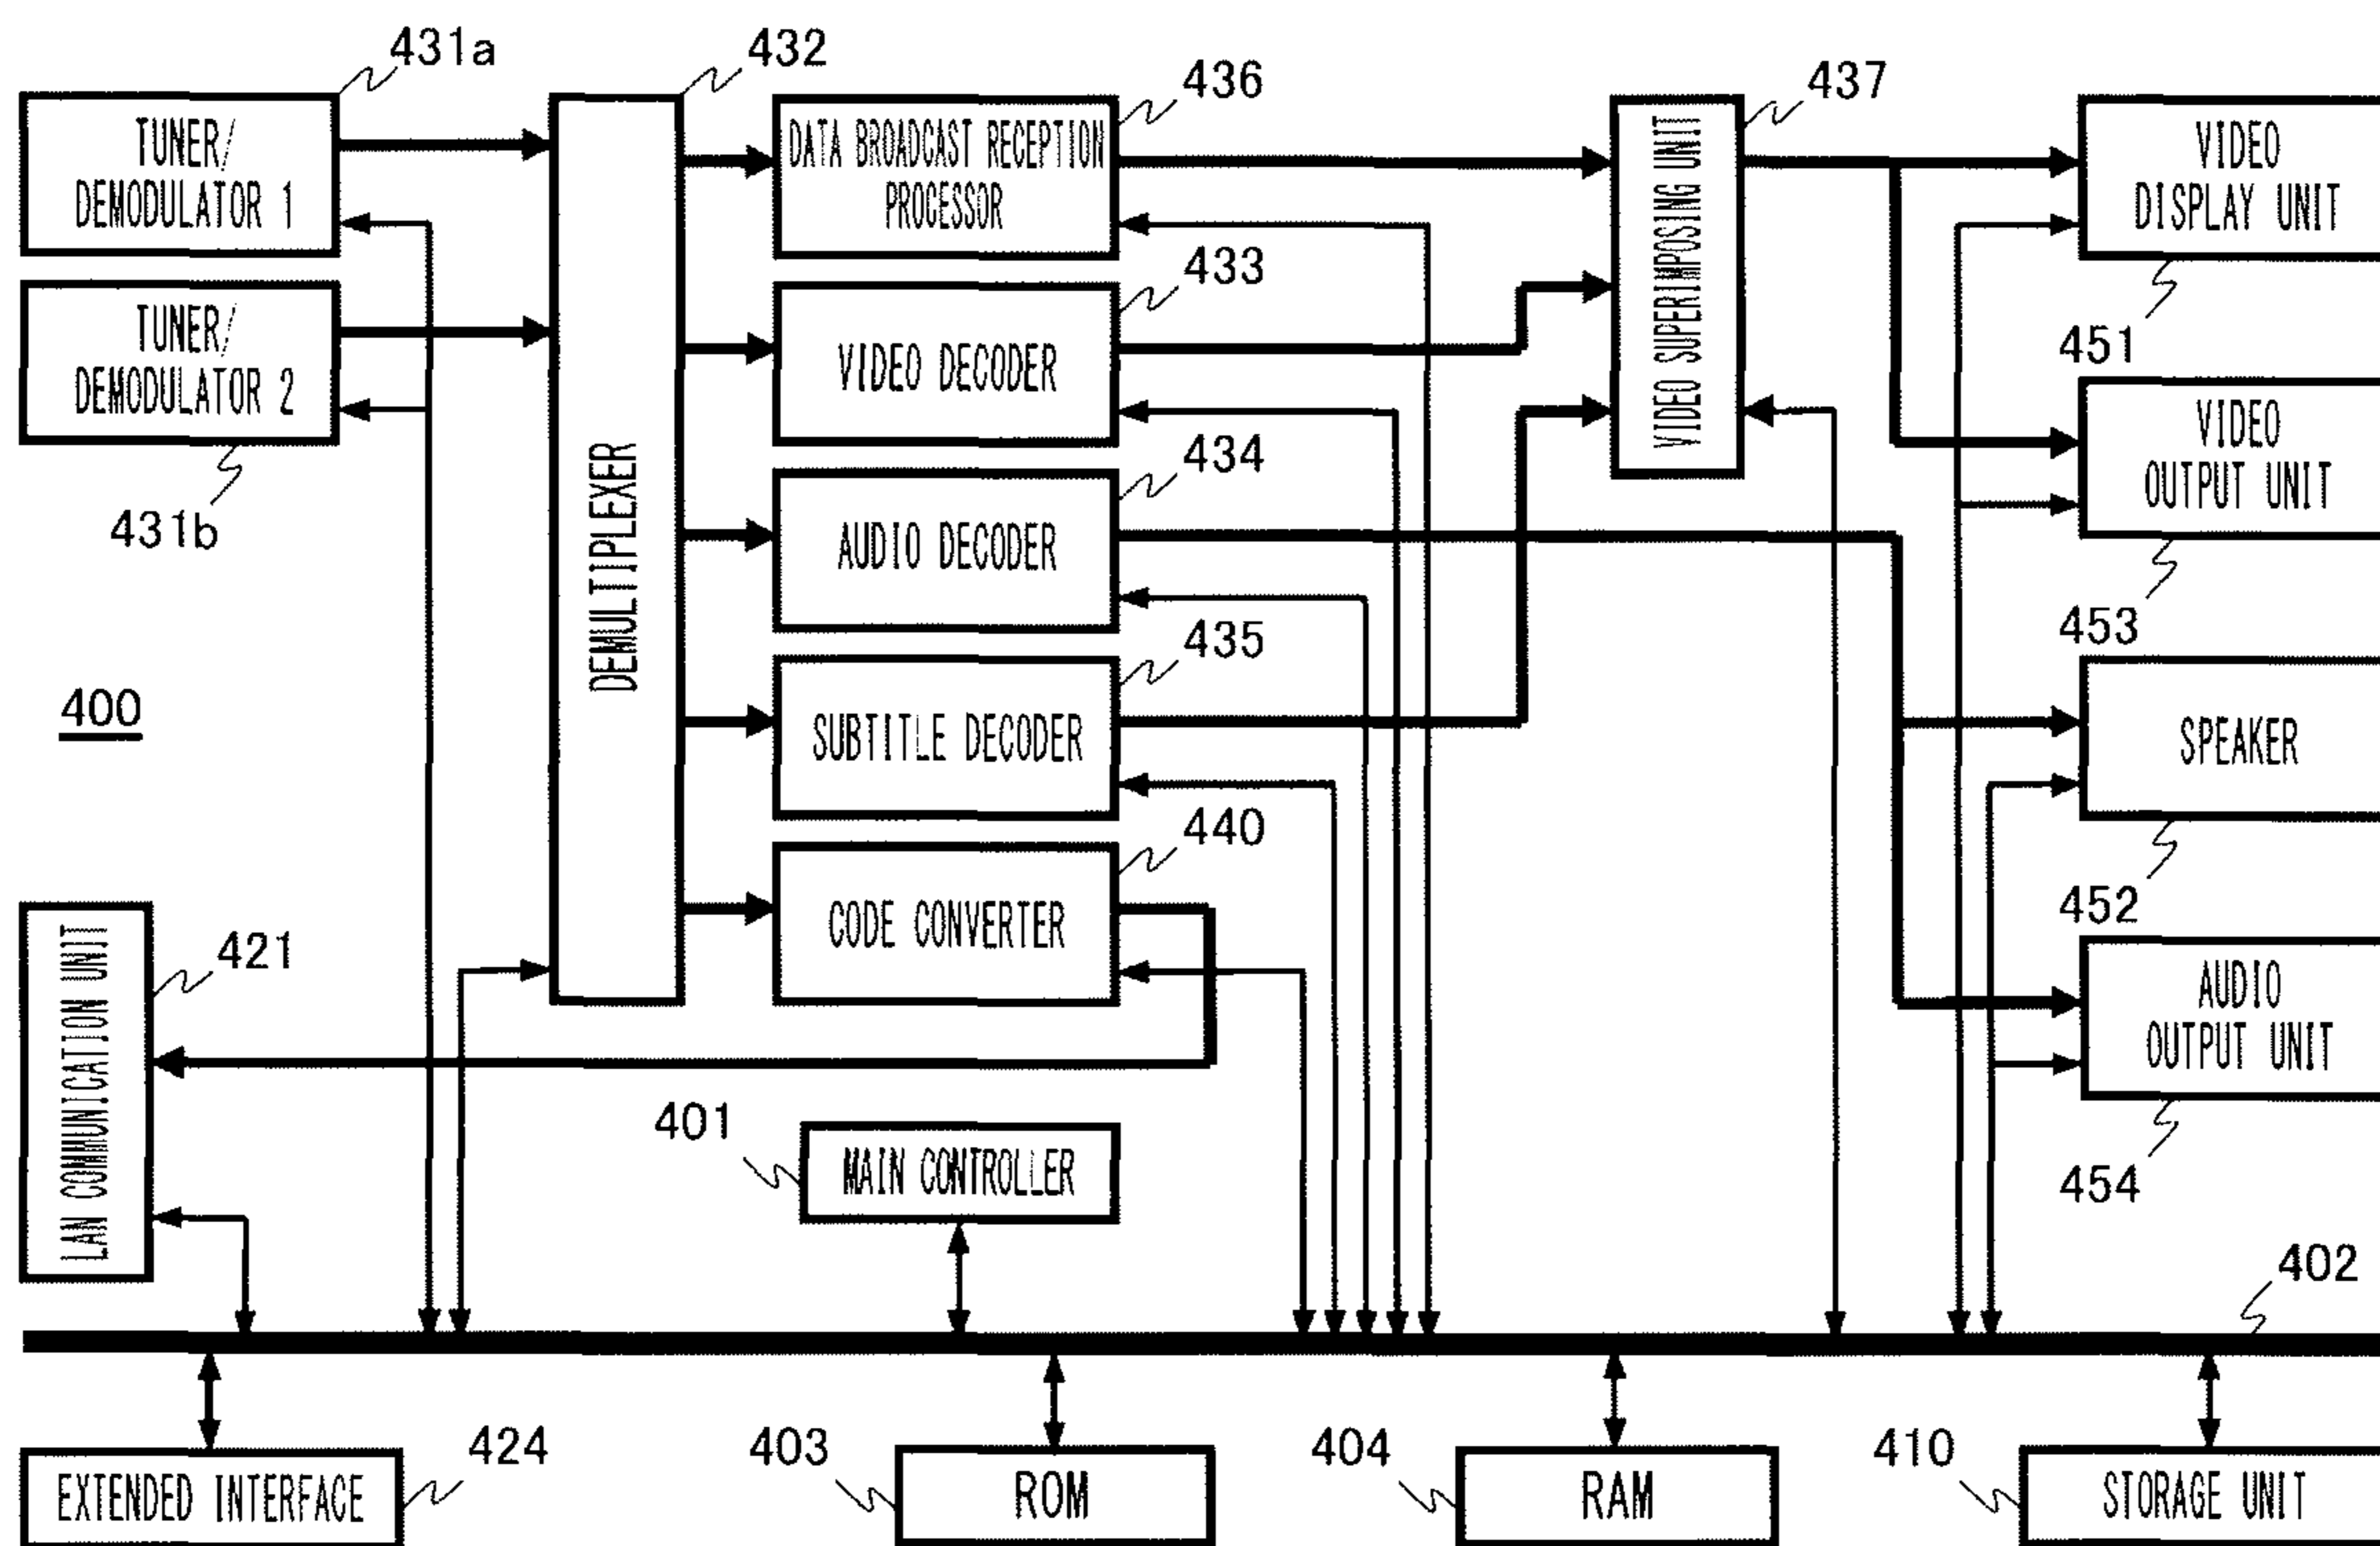 431a
432
436
437
TUNER/
DEMODULATOR 1
DATA BROADCAST RECEPTION
PROCESSOR
VIDEO SUPERIMPOSING UNIT
VIDEO
DISPLAY UNIT
433
451
TUNER/
DEMODULATOR 2
VIDEO DECODER
VIDEO
OUTPUT UNIT
431b
434
453
DEMULTIPLEXER
AUDIO DECODER
435
400
SUBTITLE DECODER
SPEAKER
440
452
421
LAN COMMUNICATION UNIT
CODE CONVERTER
AUDIO
OUTPUT UNIT
401
MAIN CONTROLLER
454
402
424
EXTENDED INTERFACE
403
ROM
404
RAM
410
STORAGE UNIT